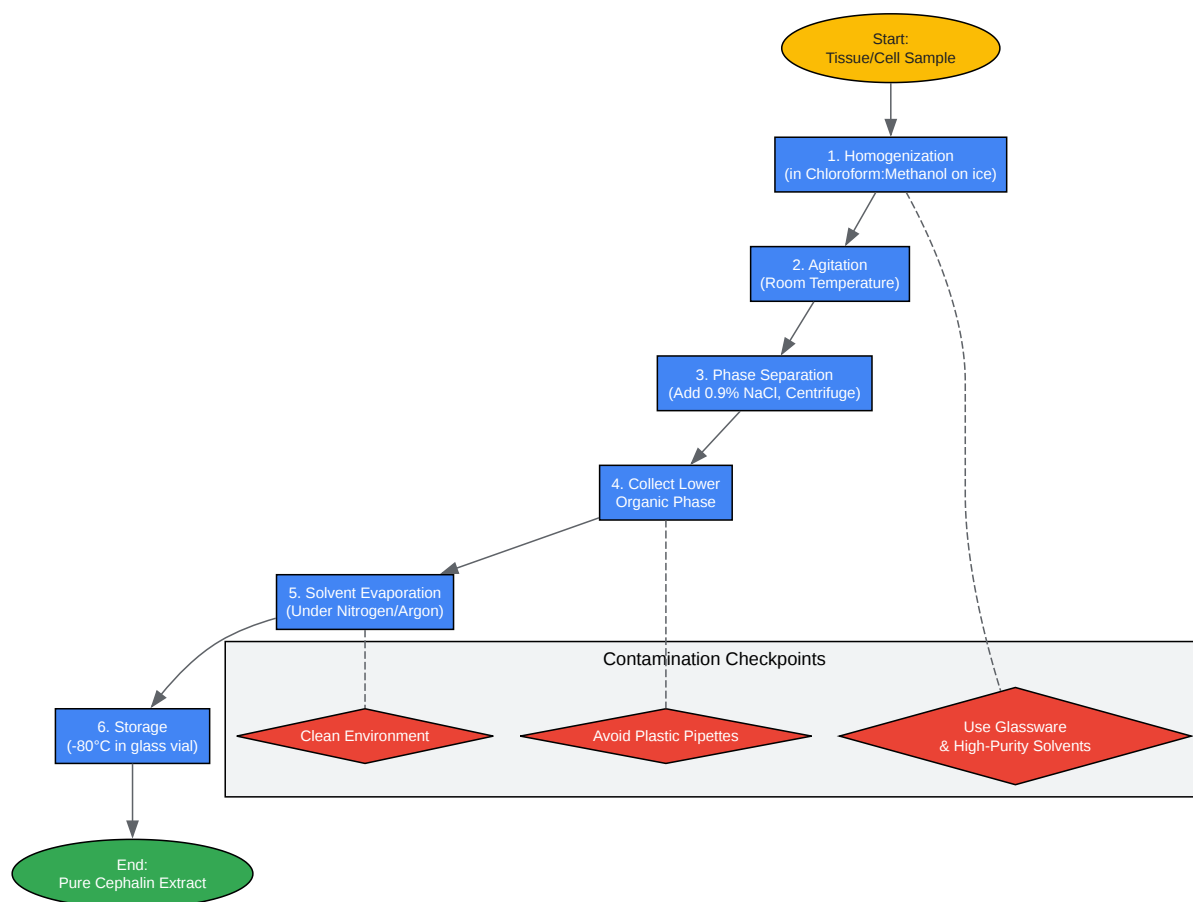 Start:
Tissue/Cell Sample
1. Homogenization
(in Chloroform:Methanol on ice)
2. Agitation
(Room Temperature)
3. Phase Separation
(Add 0.9% NaCl, Centrifuge)
4. Collect Lower
Organic Phase
5. Solvent Evaporation
(Under Nitrogen/Argon)
Contamination Checkpoints
6. Storage
(-80°C in glass vial)
Clean Environment
Avoid Plastic Pipettes
Use Glassware
& High-Purity Solvents
End:
Pure Cephalin Extract